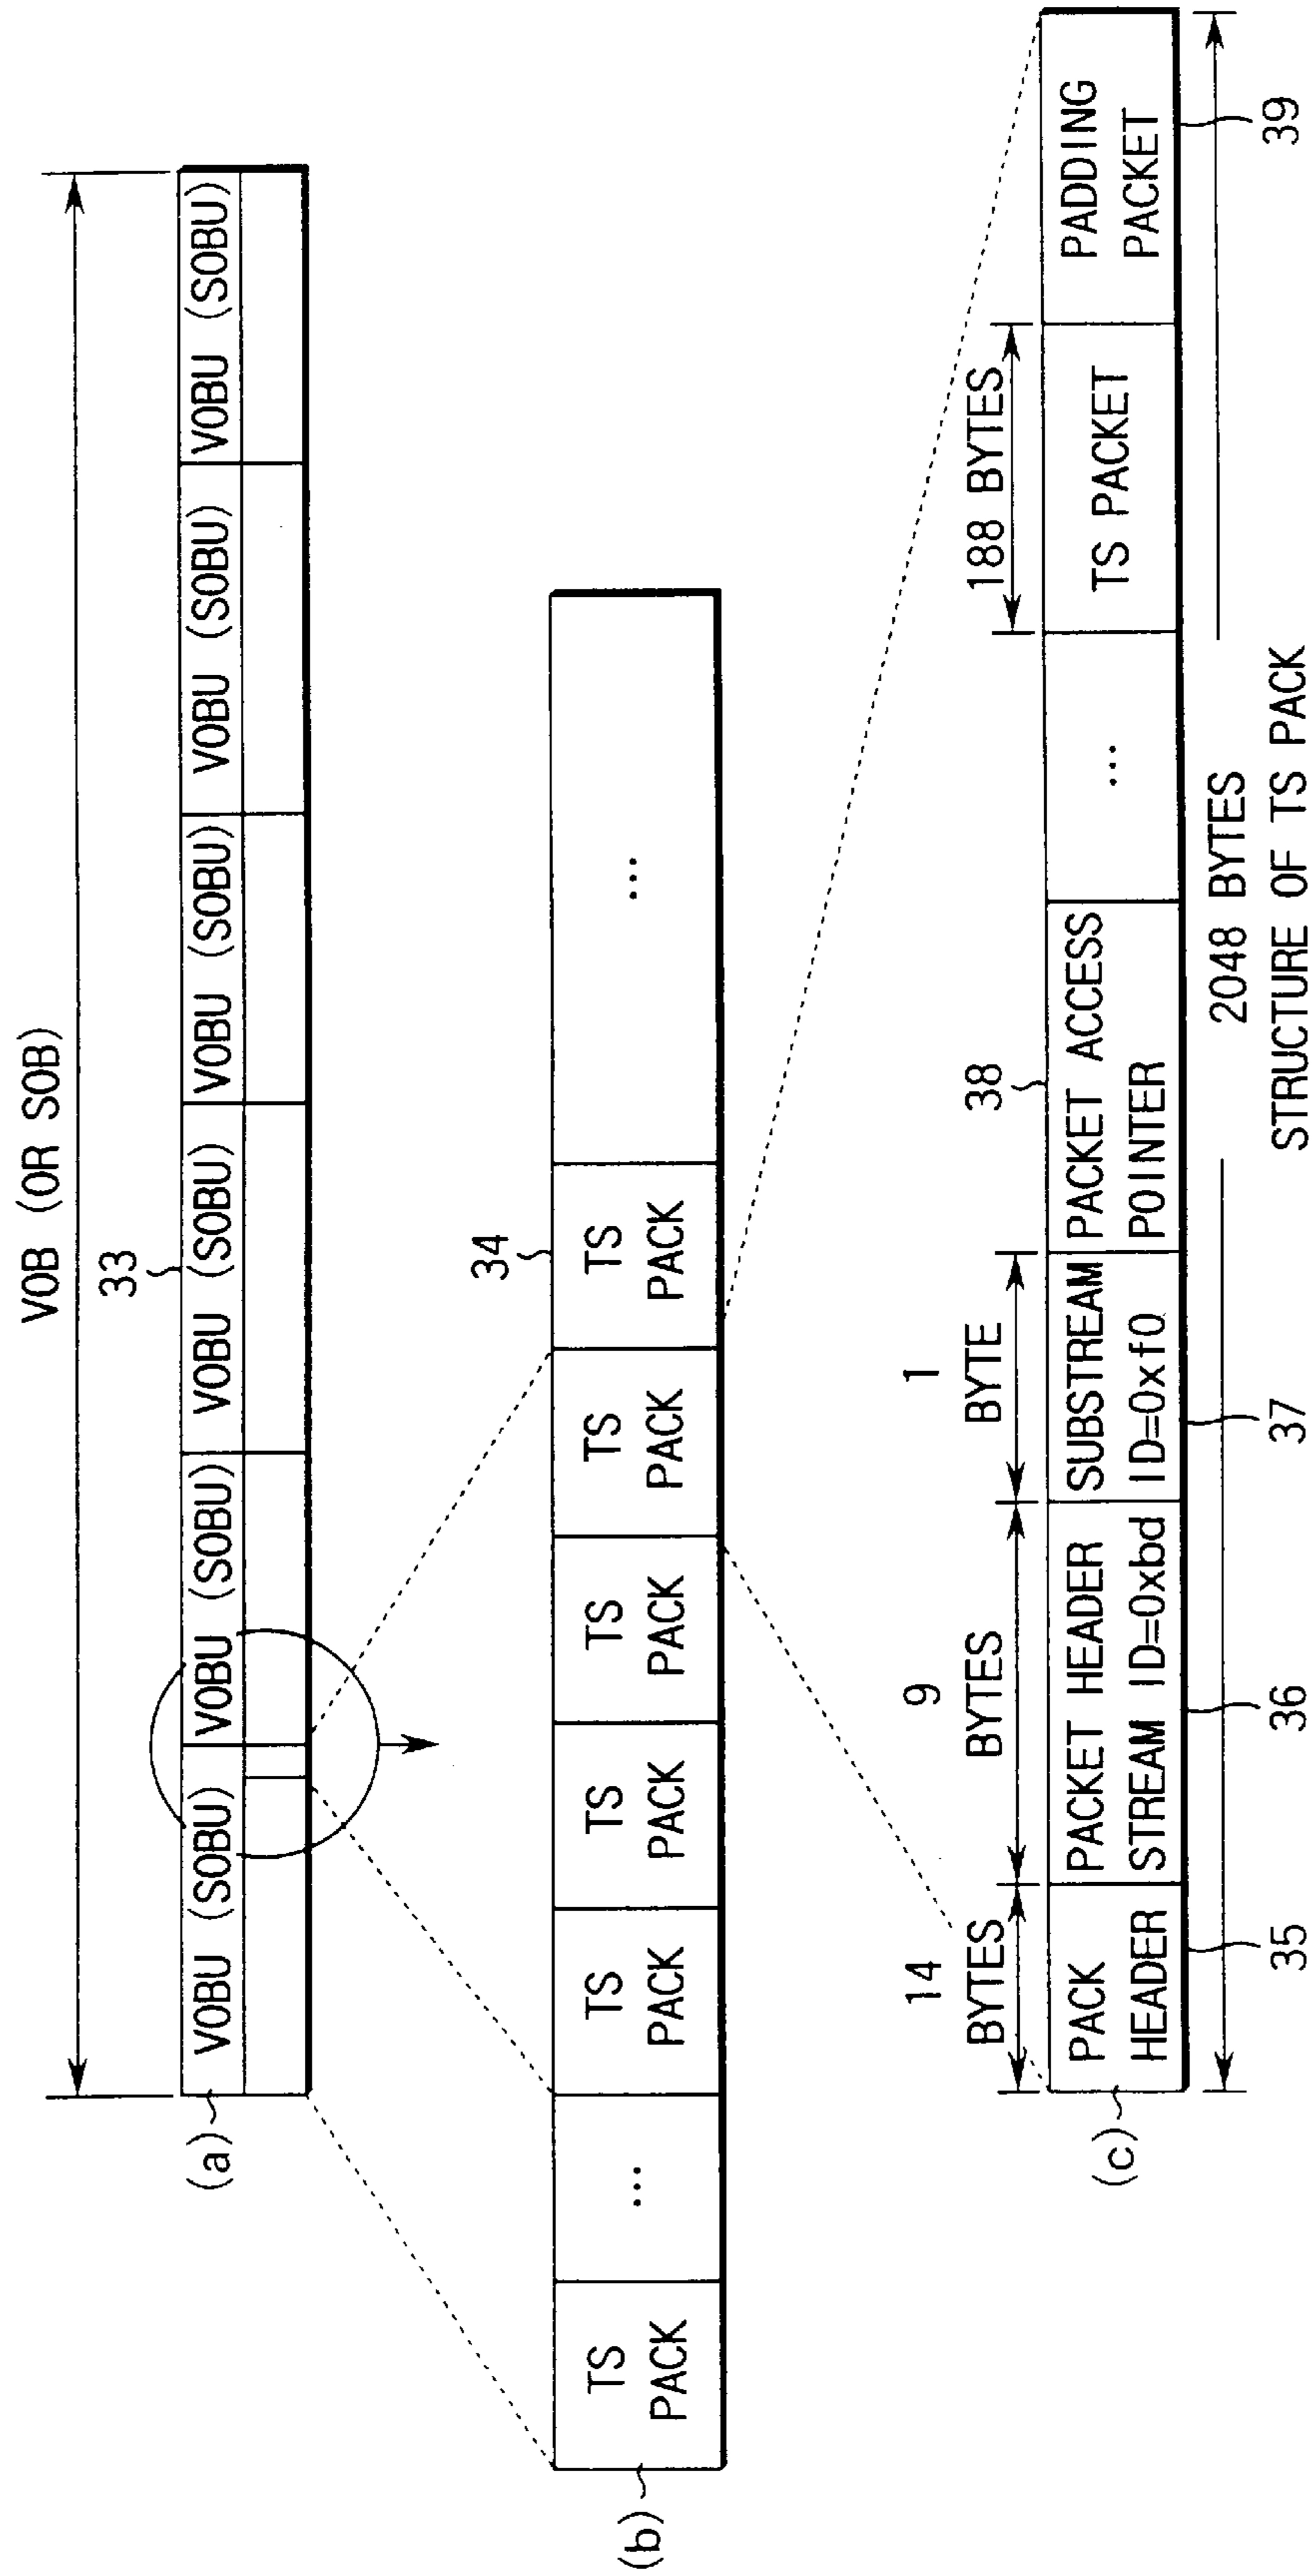 VOB (OR SOB)
33
(a)
VOBU (SOBU)
VOBU (SOBU)
VOBU (SOBU)
VOBU (SOBU)
VOBU (SOBU)
VOBU (SOBU)
34
(b)
TS
PACK
...
TS
PACK
TS
PACK
TS
PACK
TS
PACK
TS
PACK
...
14
BYTES
9
BYTES
1
BYTE
38
188 BYTES
(c)
PACK
HEADER
PACKET HEADER
STREAM ID=0xbd
SUBSTREAM
ID=0xf0
PACKET ACCESS
POINTER
...
TS PACKET
PADDING
PACKET
35
36
37
39
2048 BYTES
STRUCTURE OF TS PACK